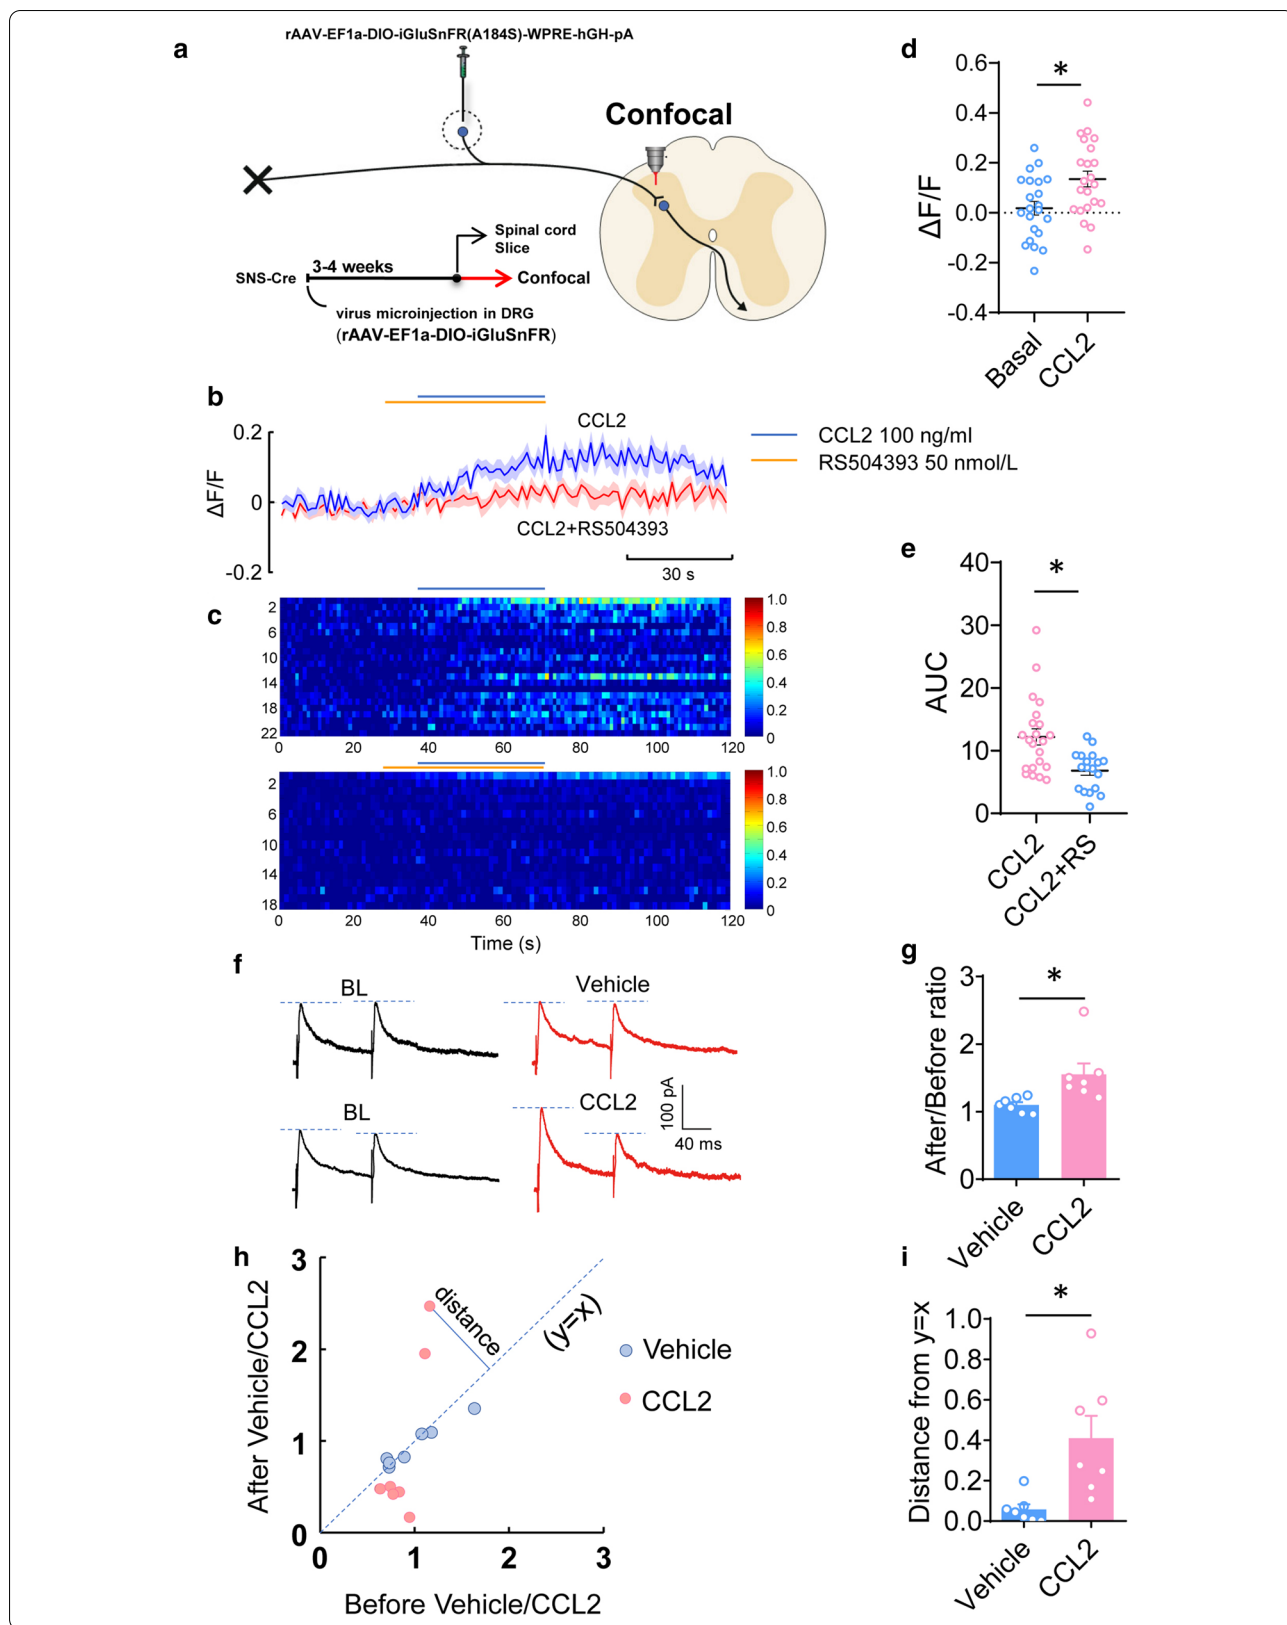 a
rAAV-EF1a-DIO-iGluSnFR(A184S)-WPRE-hGH-pA
Confocal
Spinal cord
Slice
SNS-Cre
3-4 weeks
Confocal
virus microinjection in DRG
(rAAV-EF1a-DIO-iGluSnFR)
d
ΔF/F
0.6
0.4
0.2
0.0
-0.2
-0.4
*
Basal
CCL2
b
ΔF/F
0.2
0
-0.2
CCL2
CCL2+RS504393
30 s
CCL2 100 ng/ml
RS504393 50 nmol/L
c
2
6
10
14
18
22
0 20 40 60 80 100 120
1.0
0.8
0.6
0.4
0.2
0
2
6
10
14
18
0 20 40 60 80 100 120
Time (s)
1.0
0.8
0.6
0.4
0.2
0
e
AUC
40
30
20
10
0
*
CCL2
CCL2+RS
f
BL
Vehicle
BL
CCL2
100 pA
40 ms
g
After/Before ratio
3
2
1
0
*
Vehicle
CCL2
h
After Vehicle/CCL2
3
2
1
0
0 1 2 3
Before Vehicle/CCL2
distance
(y=x)
Vehicle
CCL2
i
Distance from y=x
1.0
0.8
0.6
0.4
0.2
0.0
*
Vehicle
CCL2